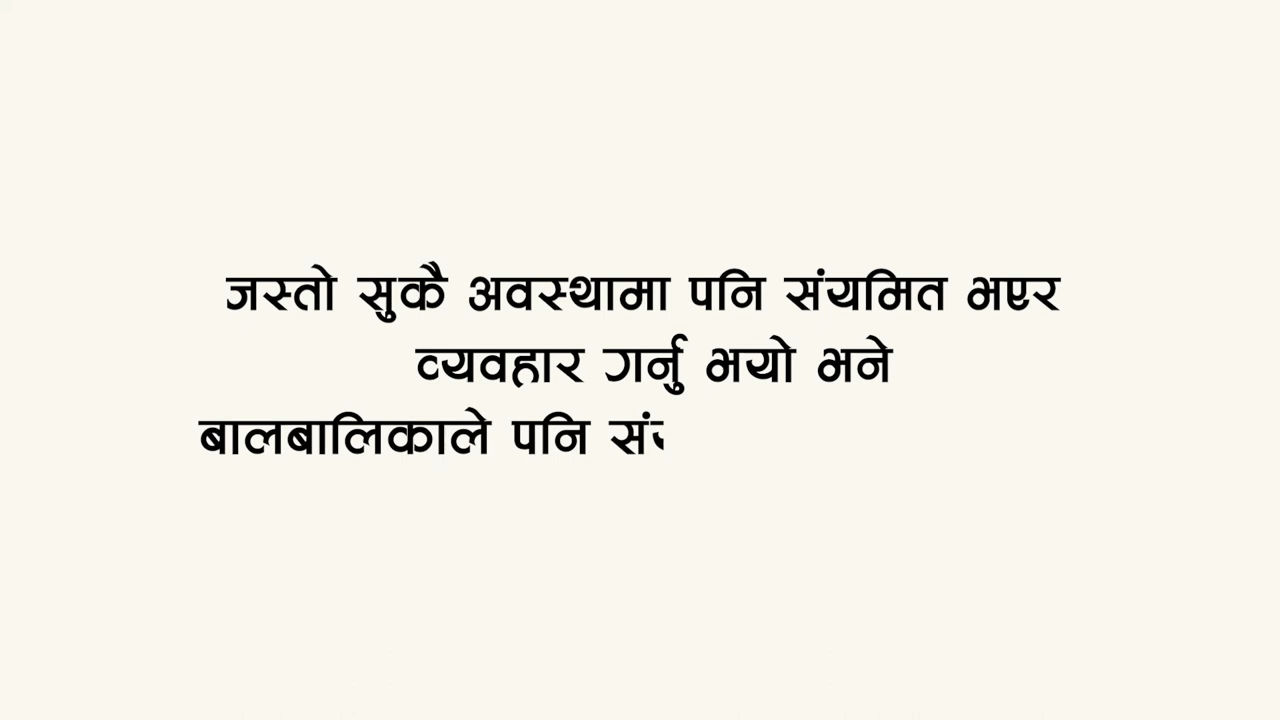 जस्तो सुकै अवस्थामा पनि संयमित भएर
व्यवहार गर्नु भयो भने
बालबालिकाले पनि